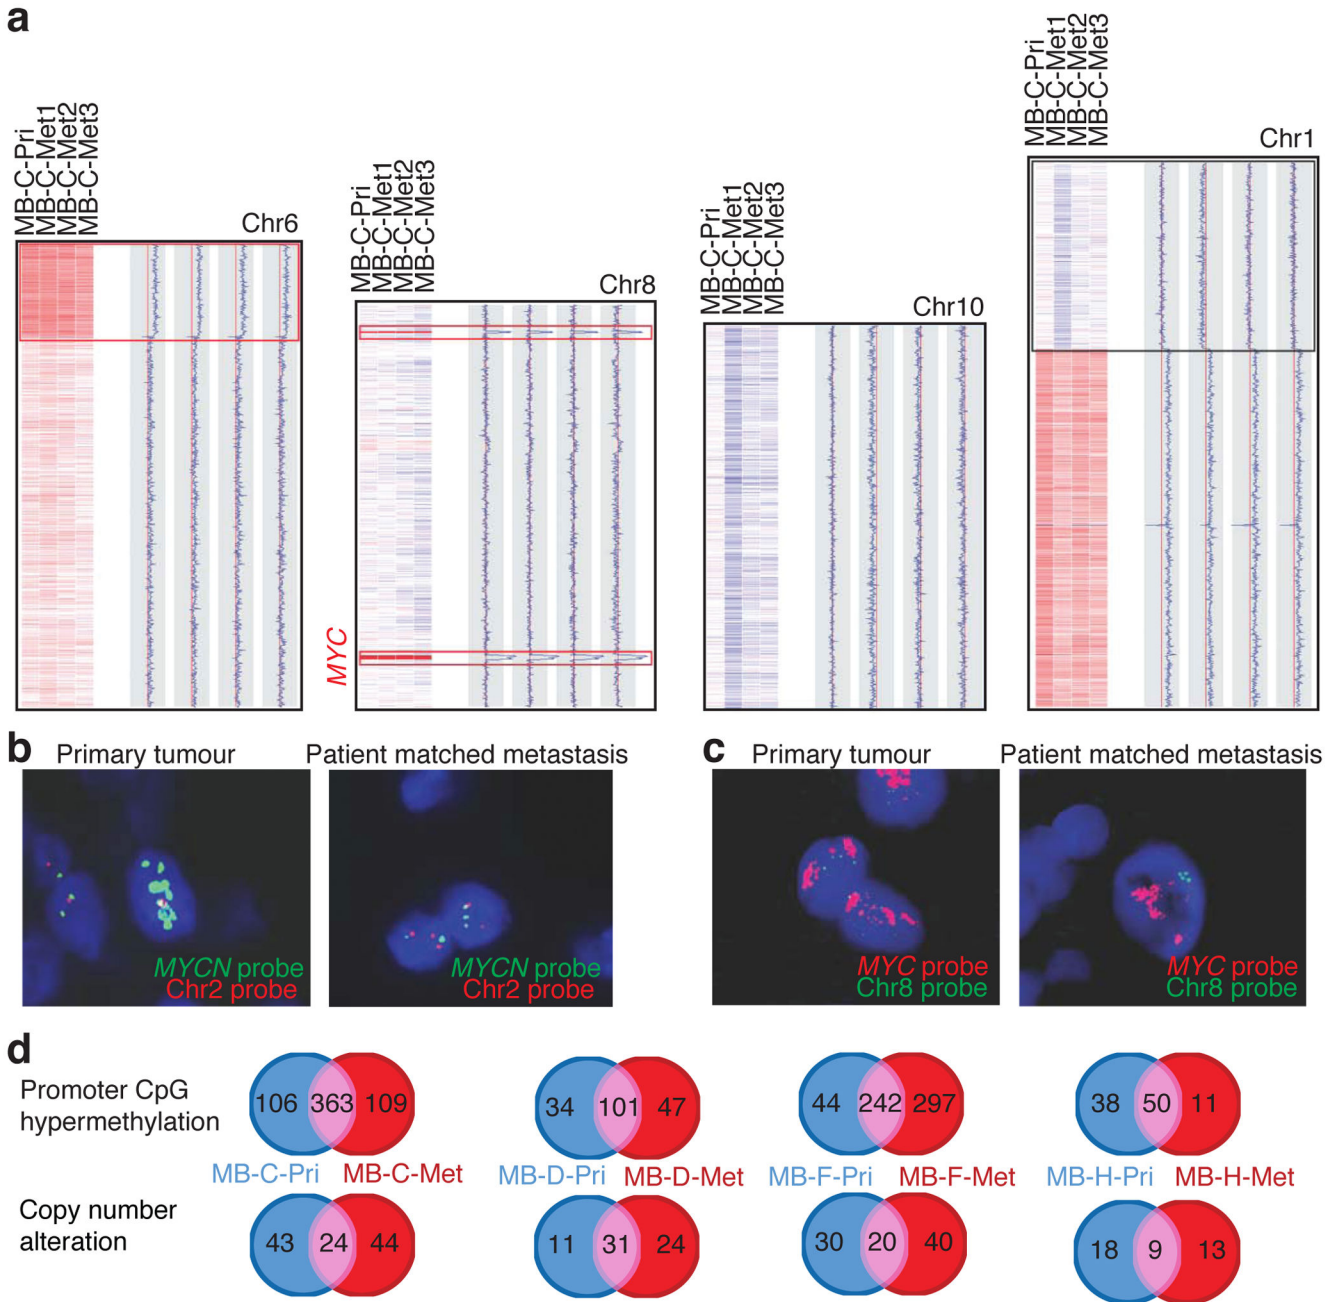 a
MB-C-Pri
MB-C-Met1
MB-C-Met2
MB-C-Met3
Chr6
MB-C-Pri
MB-C-Met1
MB-C-Met2
MB-C-Met3
Chr8
MYC
MB-C-Pri
MB-C-Met1
MB-C-Met2
MB-C-Met3
Chr10
MB-C-Pri
MB-C-Met1
MB-C-Met2
MB-C-Met3
Chr1
b
Primary tumour
Patient matched metastasis
MYCN probe
Chr2 probe
MYCN probe
Chr2 probe
c
Primary tumour
Patient matched metastasis
MYC probe
Chr8 probe
MYC probe
Chr8 probe
d
Promoter CpG
hypermethylation
106 363 109
34 101 47
44 242 297
38 50 11
MB-C-Pri MB-C-Met
MB-D-Pri MB-D-Met
MB-F-Pri MB-F-Met
MB-H-Pri MB-H-Met
Copy number
alteration
43 24 44
11 31 24
30 20 40
18 9 13